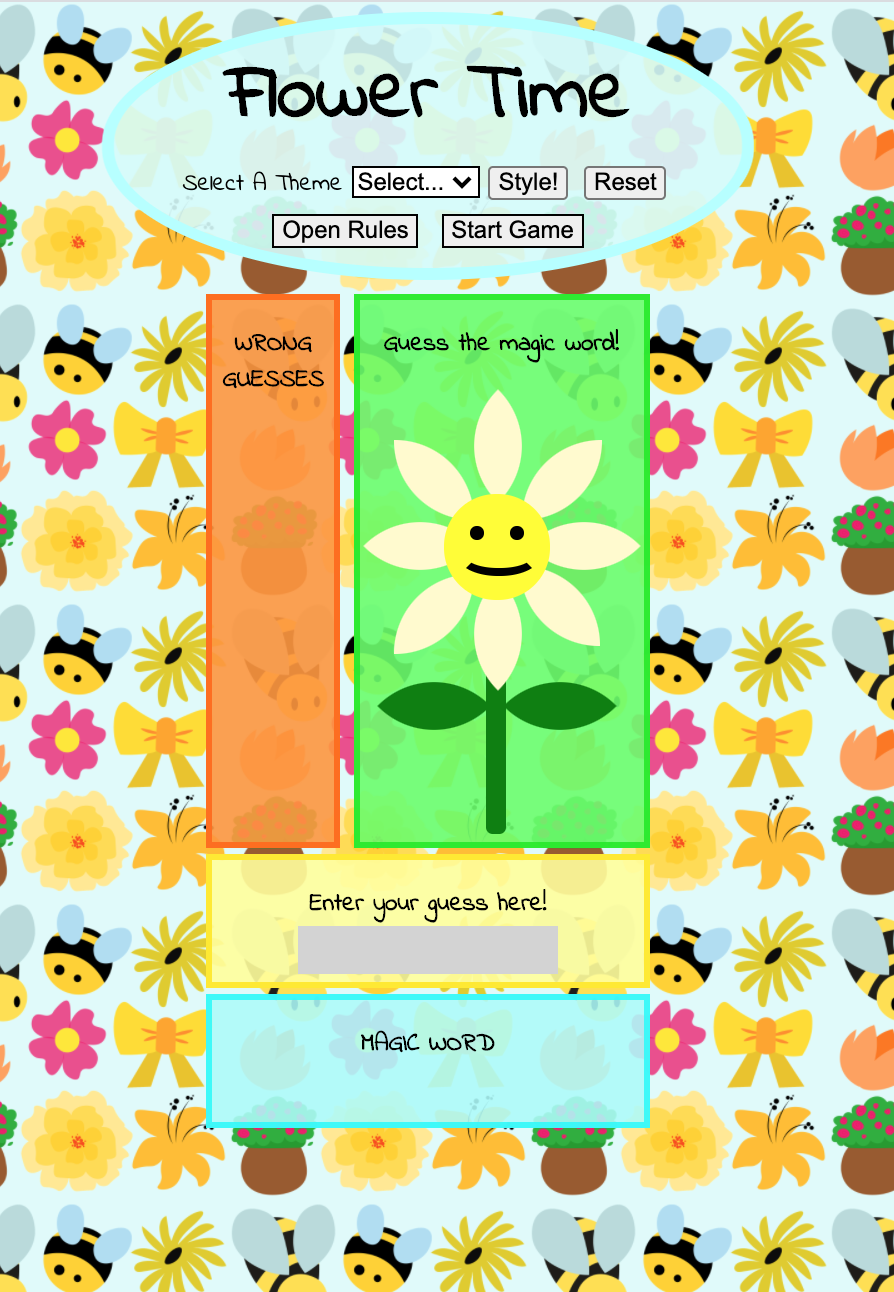 Flower Time
Select A Theme Select... Style! Reset
Open Rules Start Game
WRONG
GUESSES
Guess the magic word!
Enter your guess here!
MAGIC WORD